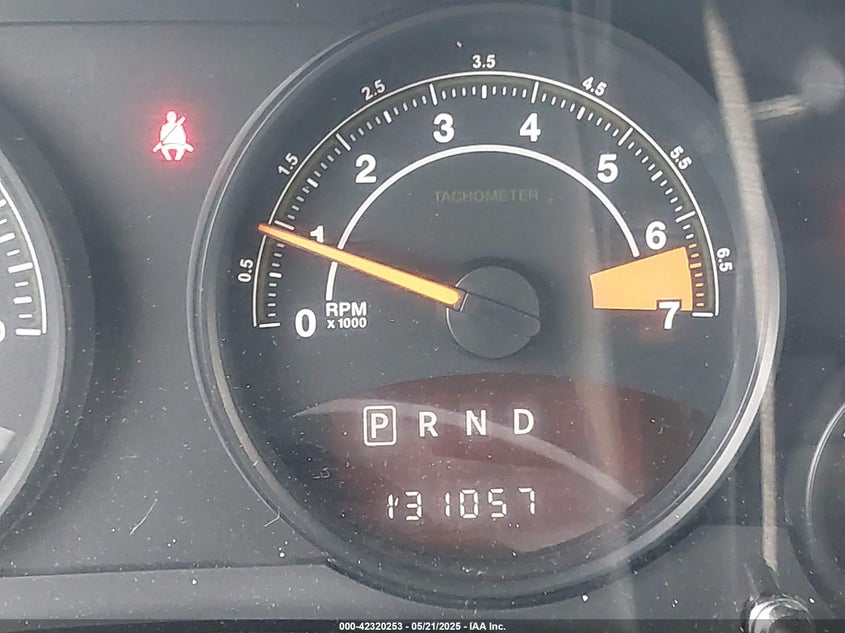 3.5
2.5 4.5
3 4
1.5 2 5 5.5
TACHOMETER
1 6
0.5 6.5
0 RPM 7
x 1000
P R N D
131057
000-42320253 - 05/21/2025 - IAA Inc.